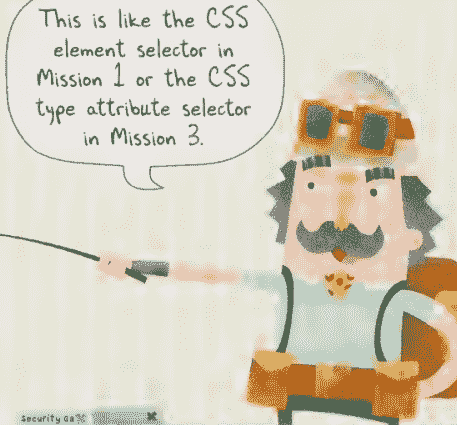 This is like the CSS
element selector in
Mission 1 or the CSS
type attribute selector
in Mission 3.
Security